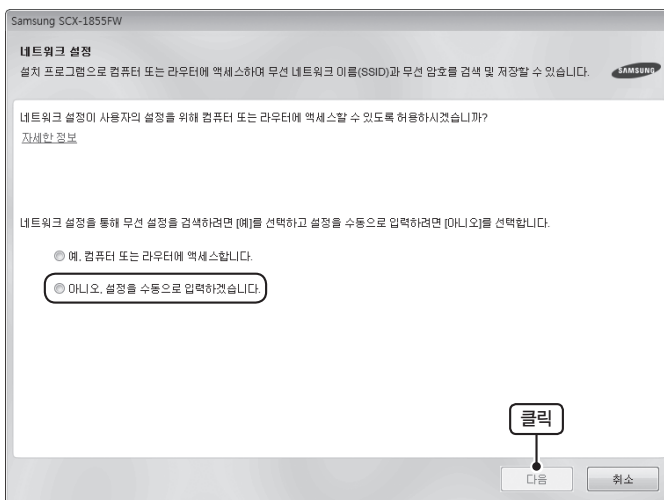 Samsung SCX-1855FW
네트워크 설정
설치 프로그램으로 컴퓨터 또는 라우터에 액세스하여 무선 네트워크 이름(SSID)과 무선 암호를 검색 및 저장할 수 있습니다.
SAMSUNG
네트워크 설정이 사용자의 설정을 위해 컴퓨터 또는 라우터에 액세스할 수 있도록 허용하시겠습니까?
자세한 정보
네트워크 설정을 통해 무선 설정을 검색하려면 [예]를 선택하고 설정을 수동으로 입력하려면 [아니오]를 선택합니다.
예, 컴퓨터 또는 라우터에 액세스합니다.
아니오, 설정을 수동으로 입력하겠습니다.
클릭
다음
취소